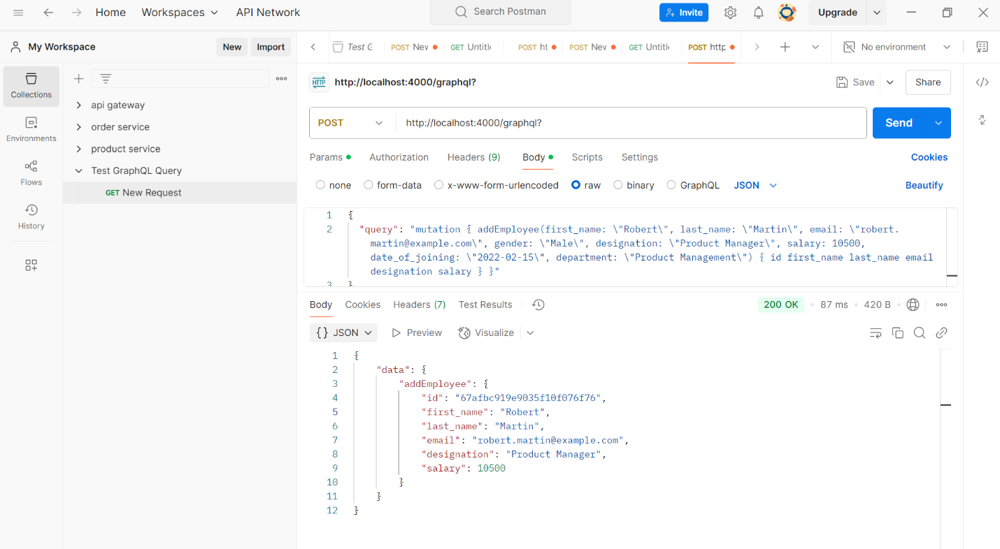 Home Workspaces API Network Search Postman Invite Upgrade
My Workspace New Import Test G POST Nev GET Untitle POST ht POST Nev GET Untitle POST http No environment
Collections
Environments
Flows
History
api gateway
order service
product service
Test GraphQL Query
GET New Request
HTTP http://localhost:4000/graphql? Save Share
POST http://localhost:4000/graphql? Send
Params Authorization Headers (9) Body Scripts Settings Cookies
none form-data x-www-form-urlencoded raw binary GraphQL JSON Beautify
1 {
2 "query": "mutation { addEmployee(first_name: \"Robert\", last_name: \"Martin\", email: \"robert.
martin@example.com\", gender: \"Male\", designation: \"Product Manager\", salary: 10500,
date_of_joining: \"2022-02-15\", department: \"Product Management\") { id first_name last_name email
designation salary } }"
3 }
Body Cookies Headers (7) Test Results 200 OK 87 ms 420 B
{} JSON Preview Visualize
1 {
2 "data": {
3 "addEmployee": {
4 "id": "67afbc919e9035f10f076f76",
5 "first_name": "Robert",
6 "last_name": "Martin",
7 "email": "robert.martin@example.com",
8 "designation": "Product Manager",
9 "salary": 10500
10 }
11 }
12 }